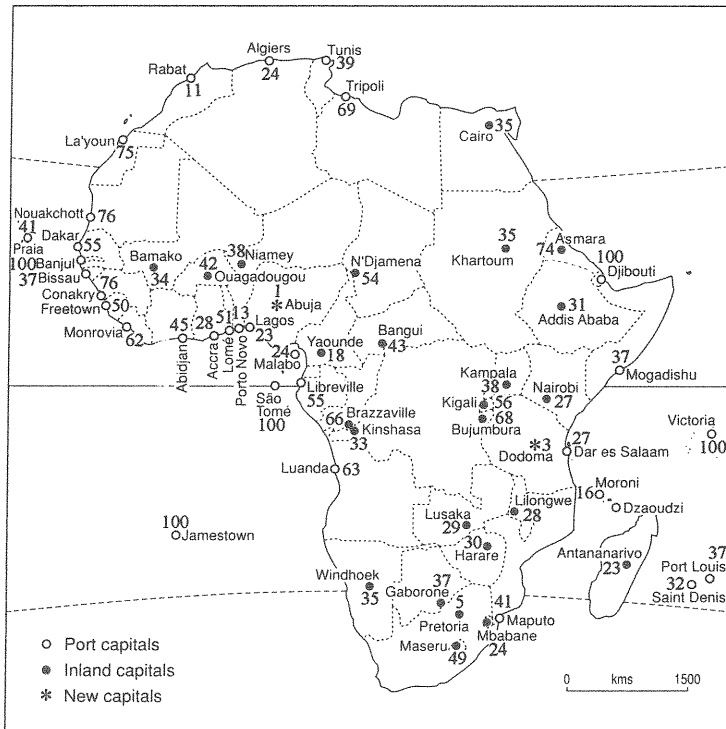 Algiers
24
Tunis
39
Rabat
11
Tripoli
69
Cairo
35
La'youn
75
Nouakchott
76
41
Praia
Dakar
55
100
Banjul
37
Bissau
76
Conakry
50
Freetown
Monrovia
62
Bamako
34
42
Ouagadougou
38
Niamey
N'Djamena
54
35
Khartoum
74
Asmara
100
Djibouti
31
Addis Ababa
1
Abuja
45
Abidjan
28
Accra
51
Lomé
13
Porto Novo
Lagos
23
24
Malabo
Yaounde
18
Bangui
43
37
Mogadishu
São
Tomé
100
Libreville
55
Kampala
38
Nairobi
27
Kigali
56
68
Bujumbura
66
Brazzaville
Kinshasa
33
3
Dodoma
27
Dar es Salaam
Victoria
100
Luanda
63
Moroni
16
Dzaoudzi
Lusaka
29
Lilongwe
28
100
Jamestown
30
Harare
Antananarivo
23
37
Port Louis
32
Saint Denis
Windhoek
35
37
Gaborone
5
Pretoria
41
Maputo
Mbabane
24
Maseru
49
Port capitals
Inland capitals
New capitals
0 kms 1500